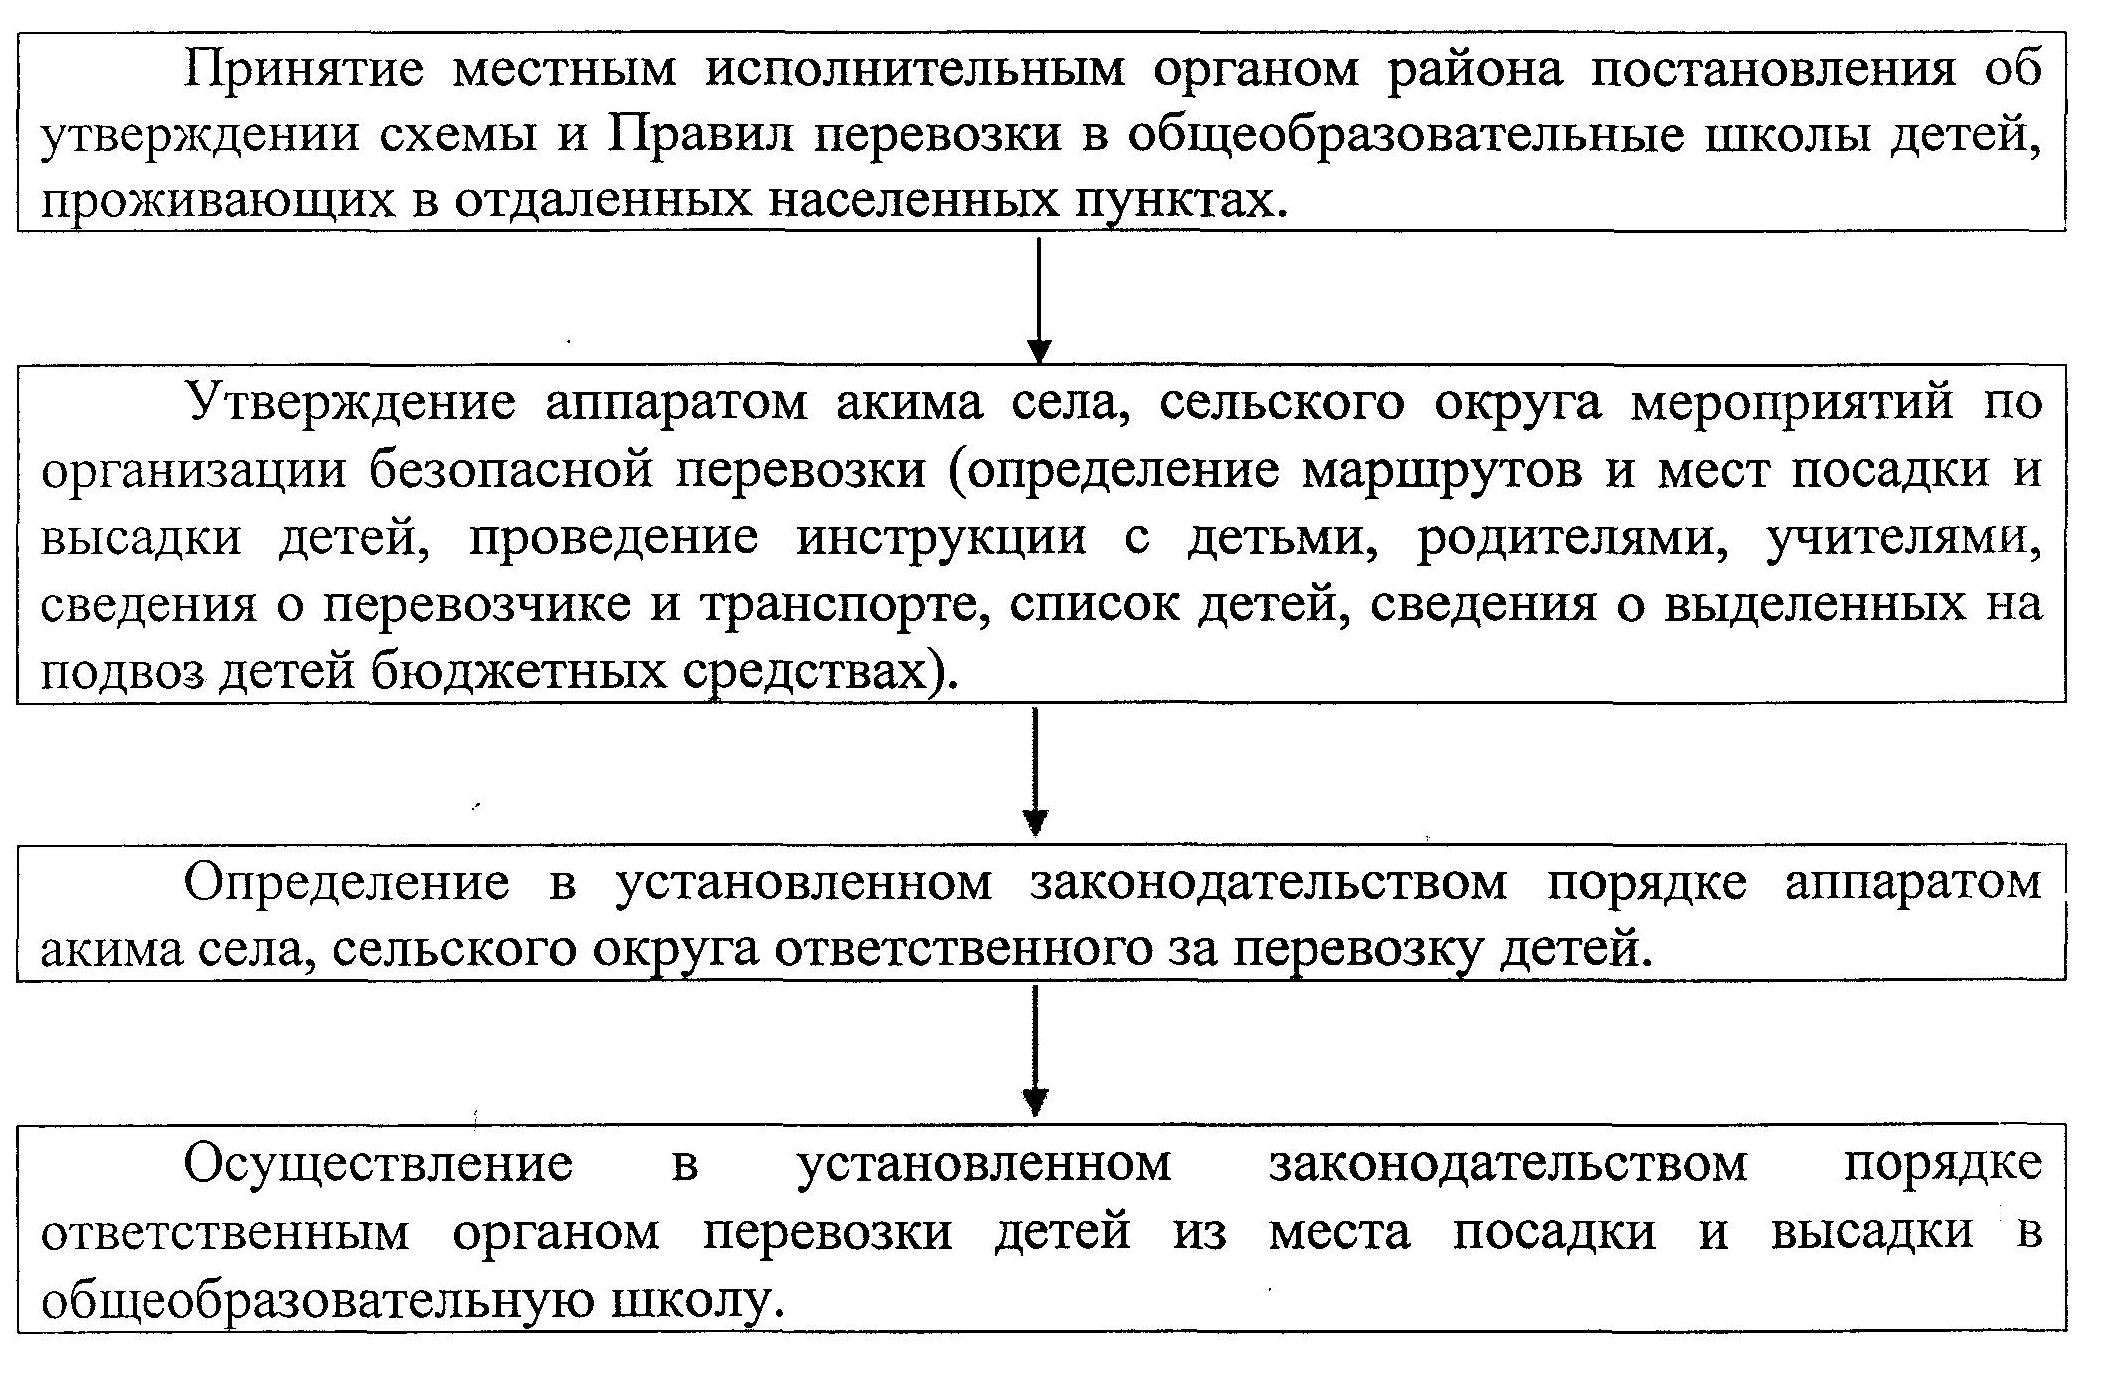 Принятие местным исполнительным органом района постановления об
утверждении схемы и Правил перевозки в общеобразовательные школы детей,
проживающих в отдаленных населенных пунктах.
Утверждение аппаратом акима села, сельского округа мероприятий по
организации безопасной перевозки (определение маршрутов и мест посадки и
высадки детей, проведение инструкции с детьми, родителями, учителями,
сведения о перевозчике и транспорте, список детей, сведения о выделенных на
подвоз детей бюджетных средствах).
Определение в установленном законодательством порядке аппаратом
акима села, сельского округа ответственного за перевозку детей.
Осуществление в установленном законодательством порядке
ответственным органом перевозки детей из места посадки и высадки в
общеобразовательную школу.